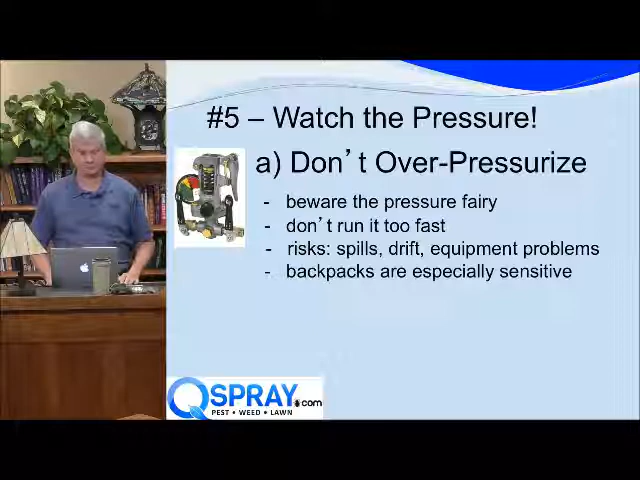 #5 – Watch the Pressure!
a) Don't Over-Pressurize
- beware the pressure fairy
- don't run it too fast
- risks: spills, drift, equipment problems
- backpacks are especially sensitive
QSPRAY.com
PEST • WEED • LAWN